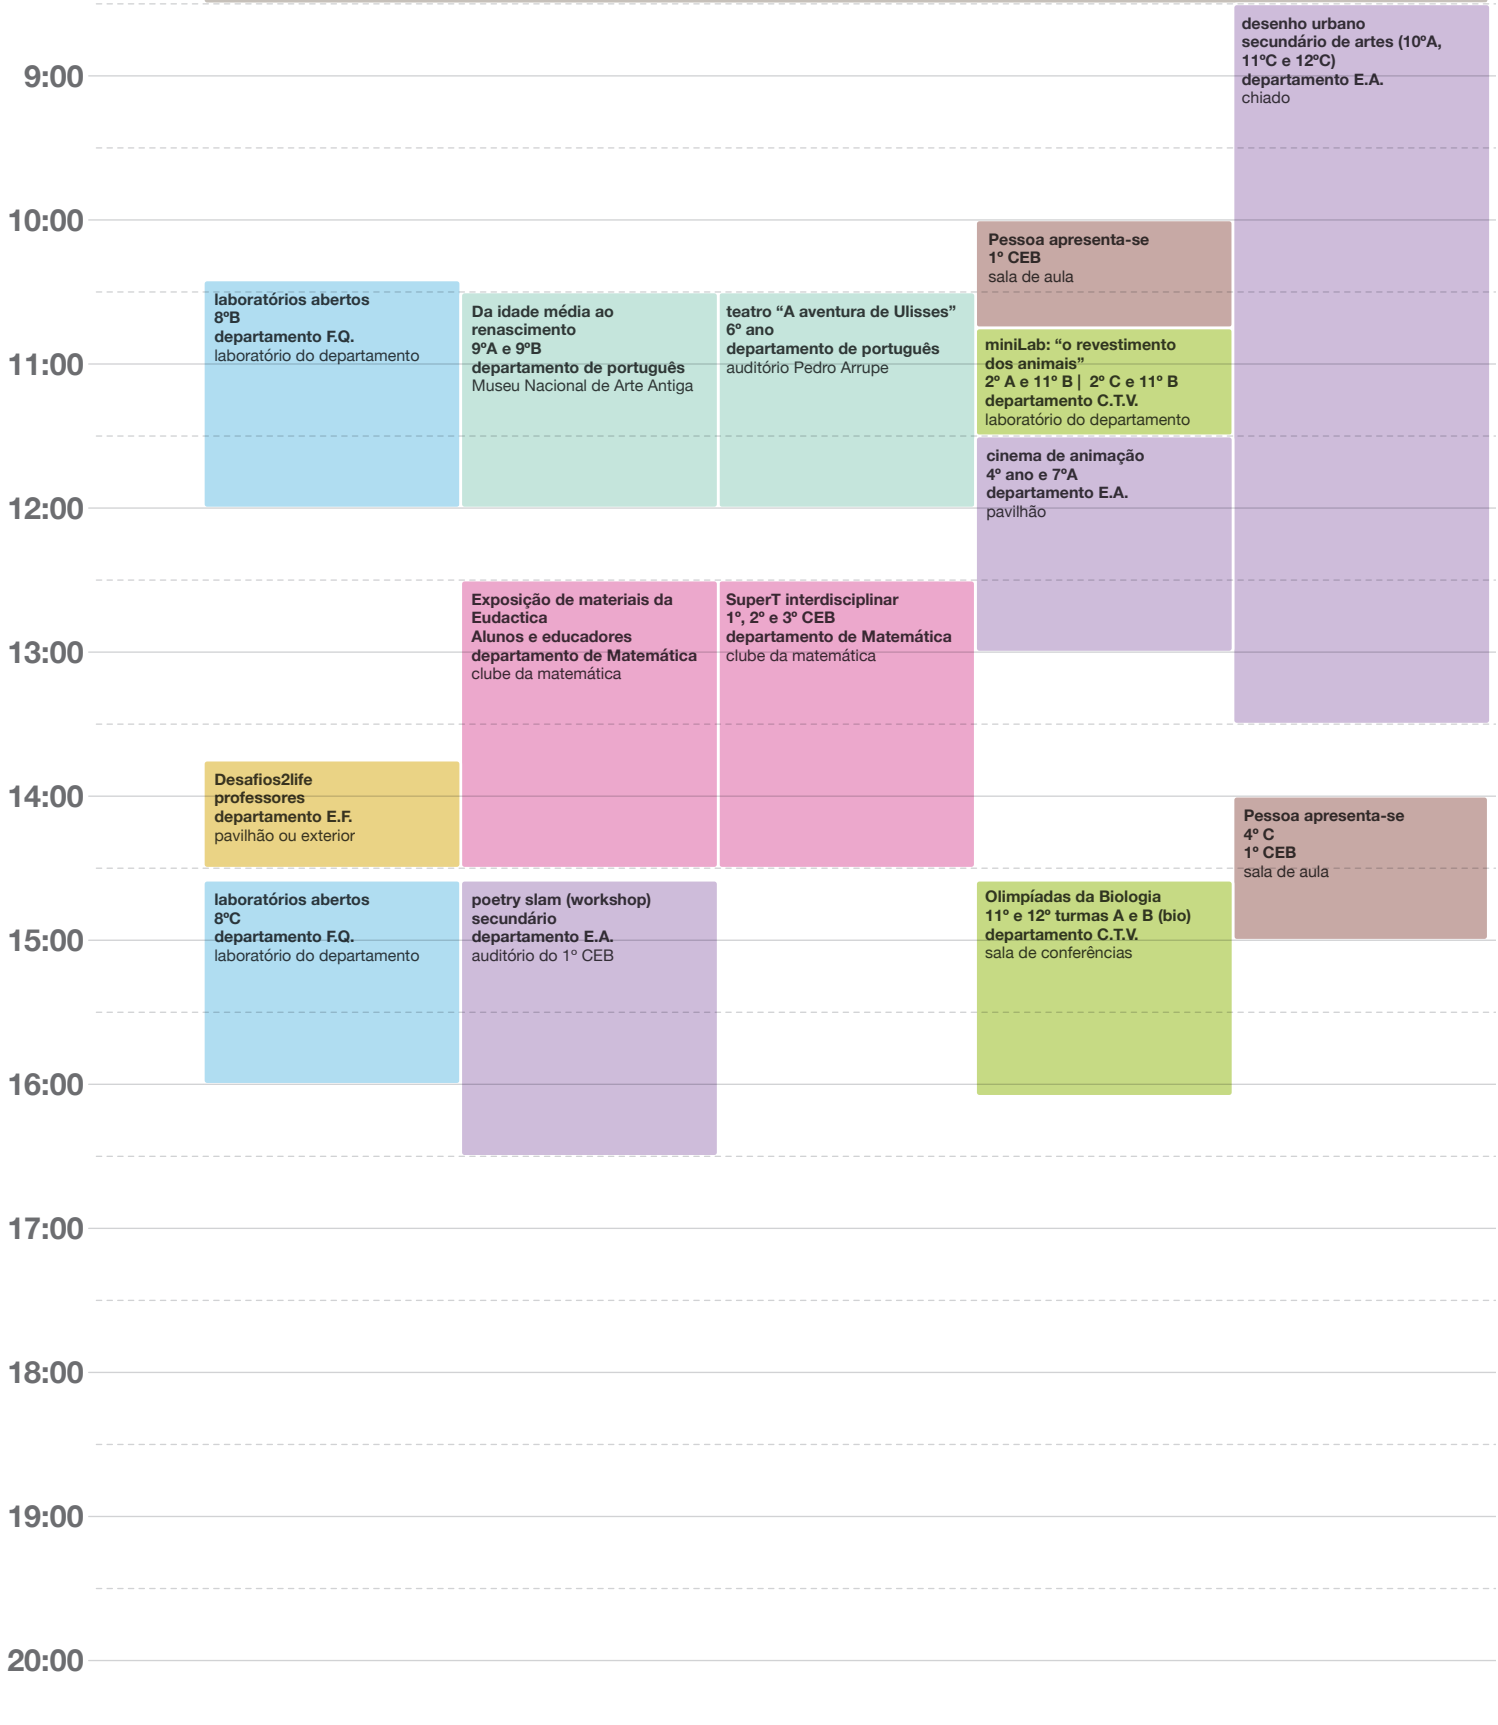 desenho urbano
secundário de artes (10ºA,
11ºC e 12ºC)
departamento E.A.
chiado
9:00
10:00
Pessoa apresenta-se
1º CEB
sala de aula
laboratórios abertos
8ºB
departamento F.Q.
laboratório do departamento
Da idade média ao
renascimento
9ºA e 9ºB
departamento de português
Museu Nacional de Arte Antiga
teatro “A aventura de Ulisses”
6º ano
departamento de português
auditório Pedro Arrupe
miniLab: “o revestimento
dos animais”
2º A e 11º B | 2º C e 11º B
departamento C.T.V.
laboratório do departamento
11:00
cinema de animação
4º ano e 7ºA
departamento E.A.
pavilhão
12:00
Exposição de materiais da
Eudactica
Alunos e educadores
departamento de Matemática
clube da matemática
SuperT interdisciplinar
1º, 2º e 3º CEB
departamento de Matemática
clube da matemática
13:00
Desafios2life
professores
departamento E.F.
pavilhão ou exterior
14:00
Pessoa apresenta-se
4º C
1º CEB
sala de aula
laboratórios abertos
8ºC
departamento F.Q.
laboratório do departamento
poetry slam (workshop)
secundário
departamento E.A.
auditório do 1º CEB
Olimpíadas da Biologia
11º e 12º turmas A e B (bio)
departamento C.T.V.
sala de conferências
15:00
16:00
17:00
18:00
19:00
20:00